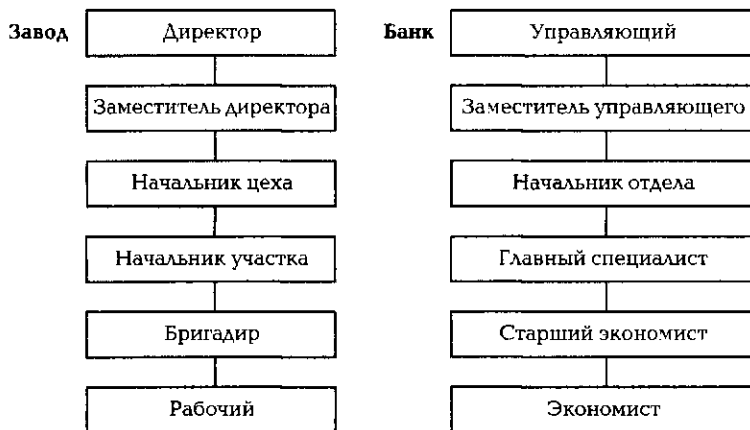 Завод
Директор
Заместитель директора
Начальник цеха
Начальник участка
Бригадир
Рабочий
Банк
Управляющий
Заместитель управляющего
Начальник отдела
Главный специалист
Старший экономист
Экономист